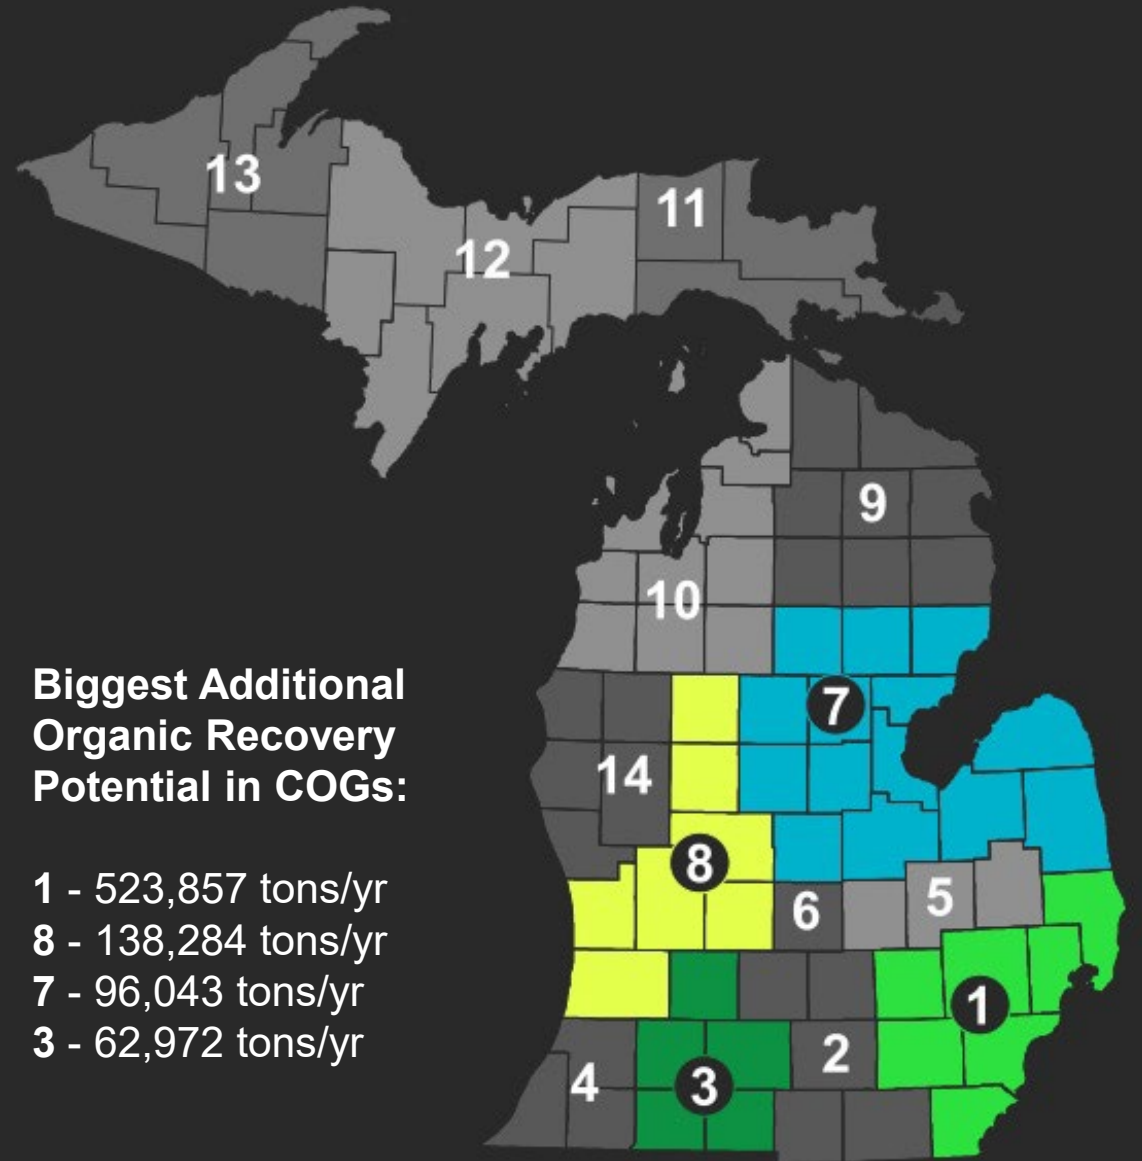 13
11
12
9
10
Biggest Additional
Organic Recovery
Potential in COGs:
1 - 523,857 tons/yr
8 - 138,284 tons/yr
7 - 96,043 tons/yr
3 - 62,972 tons/yr
7
14
8
6
5
1
2
4
3